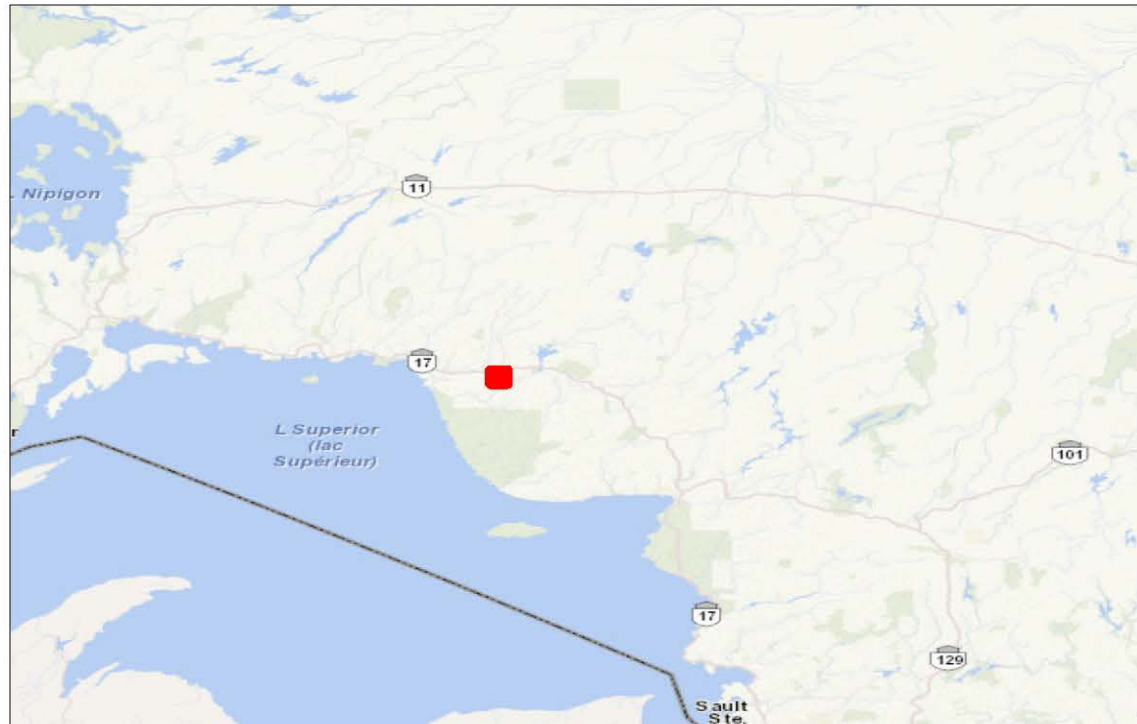 11
L Nipigon
17
L Superior
(lac
Supérieur)
r
101
17
129
Sault
Ste.